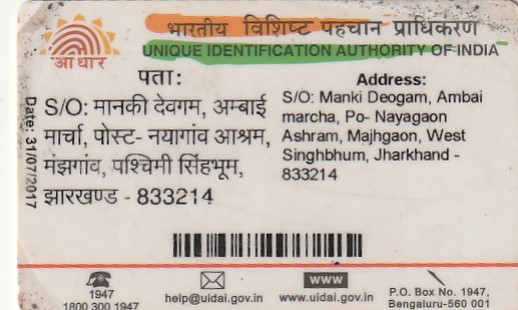 भारतीय विशिष्ट पहचान प्राधिकरण
UNIQUE IDENTIFICATION AUTHORITY OF INDIA
आधार
पता:
S/O: मानकी देवगम, अम्बाई
मार्चा, पोस्ट- नयागांव आश्रम,
मंझगांव, पश्चिमी सिंहभूम,
झारखण्ड - 833214
Address:
S/O: Manki Deogam, Ambai
marcha, Po- Nayagaon
Ashram, Majhgaon, West
Singhbhum, Jharkhand -
833214
Date: 31/07/2017
1947
1800 300 1947
help@uidai.gov.in
www
www.uidai.gov.in
P.O. Box No. 1947,
Bengaluru-560 001